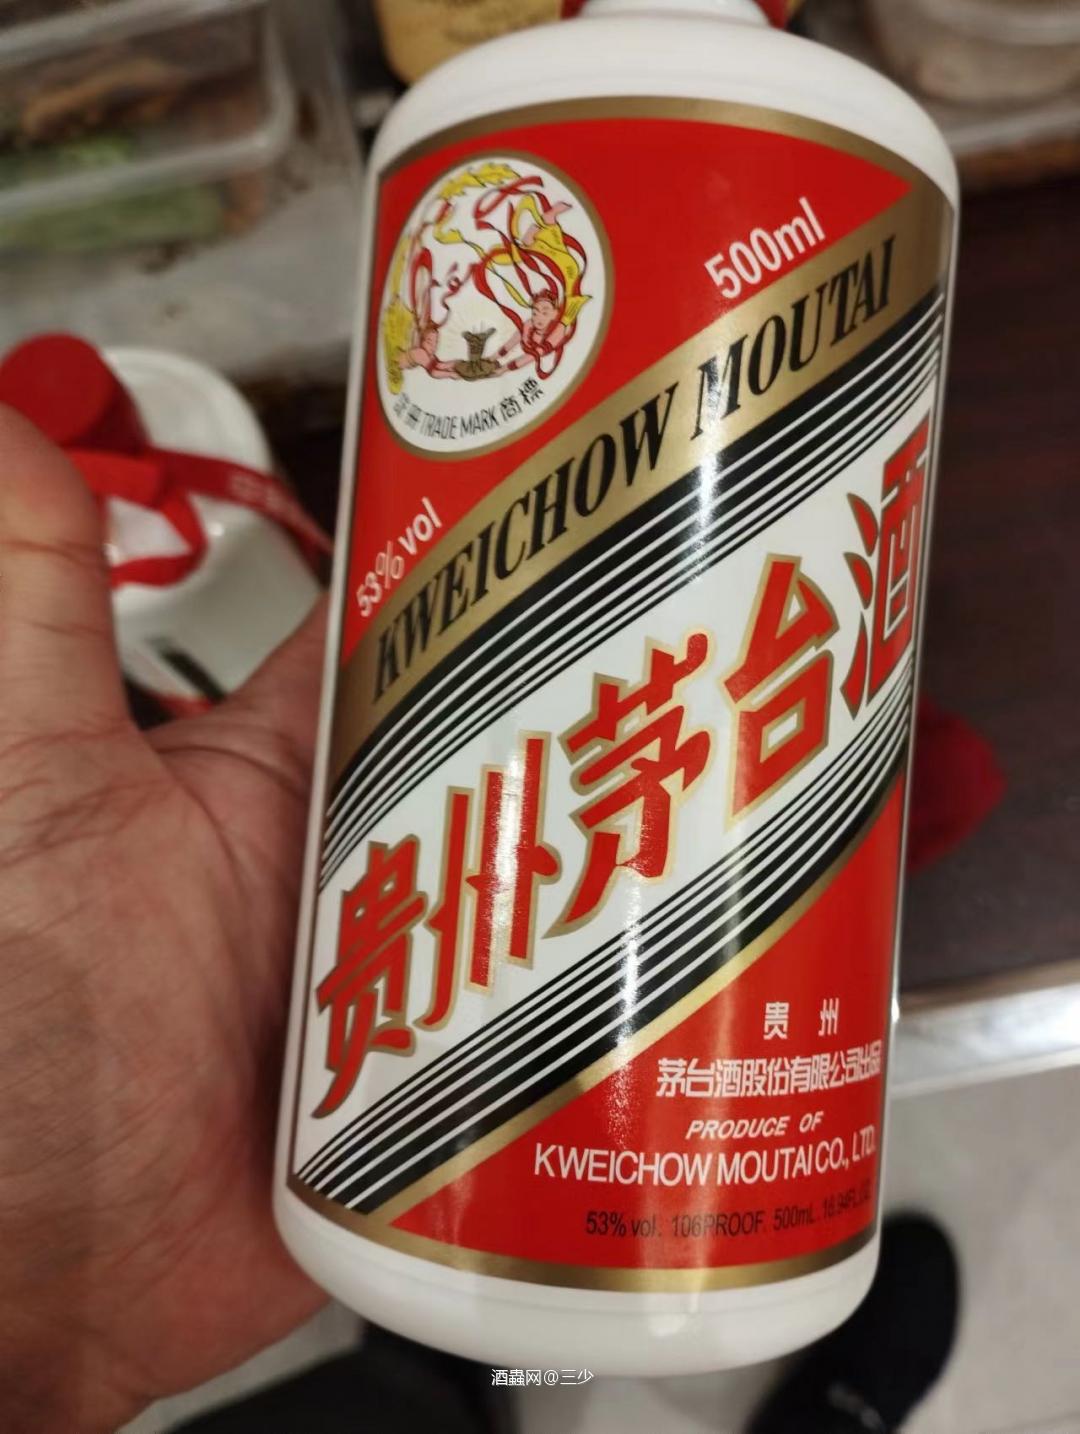 500ml
TRADE MARK 商標
53%vol
KWEICHOW MOUTAI
贵州茅台酒
贵州
茅台酒股份有限公司出品
PRODUCE OF
KWEICHOW MOUTAI CO., LTD.
53% vol. 106PROOF. 500mL. 16.94FL.OZ.
酒蟲网@三少